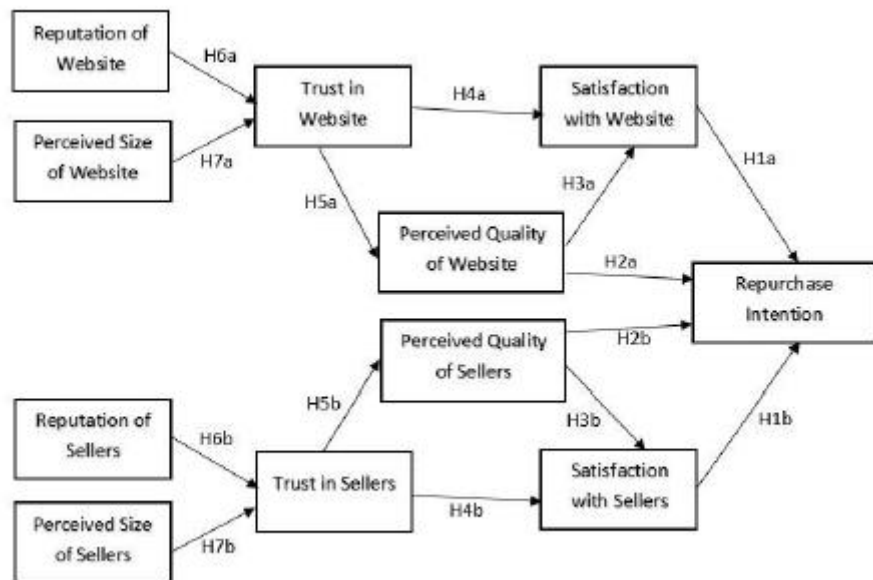 Reputation of
Website
H6a
Perceived Size
of Website
H7a
Trust in
Website
H4a
Satisfaction
with Website
H1a
H5a
H3a
Perceived Quality
of Website
H2a
Repurchase
Intention
Perceived Quality
of Sellers
H2b
H5b
H3b
H1b
Reputation of
Sellers
H6b
Trust in Sellers
H4b
Satisfaction
with Sellers
Perceived Size
of Sellers
H7b